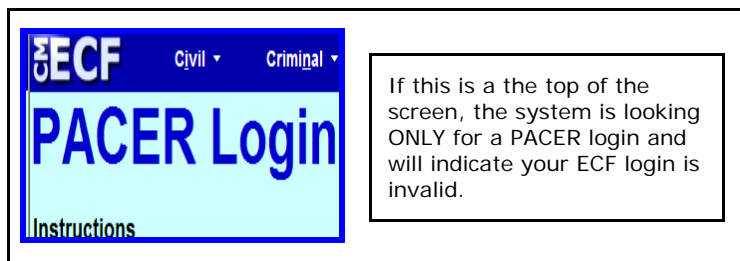 CM ECF Civil ▾ Criminal ▾
PACER Login
Instructions
If this is a the top of the
screen, the system is looking
ONLY for a PACER login and
will indicate your ECF login is
invalid.